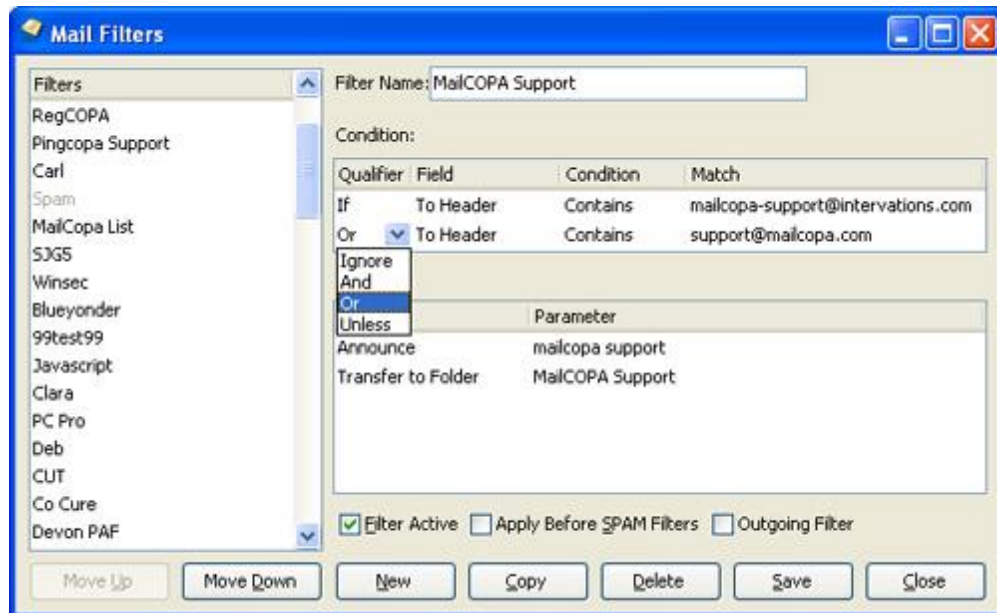 Mail Filters
Filters
RegCOPA
Pingcopa Support
Carl
Spam
MailCopa List
SJG5
Winsec
Blueyonder
99test99
Javascript
Clara
PC Pro
Deb
CUT
Co Cure
Devon PAF
Filter Name: MailCOPA Support
Condition:
Qualifier Field Condition Match
If To Header Contains mailcopa-support@intervations.com
Or To Header Contains support@mailcopa.com
Ignore
And
Or
Unless
Parameter
Announce mailcopa support
Transfer to Folder MailCOPA Support
Filter Active Apply Before SPAM Filters Outgoing Filter
Move Up Move Down New Copy Delete Save Close